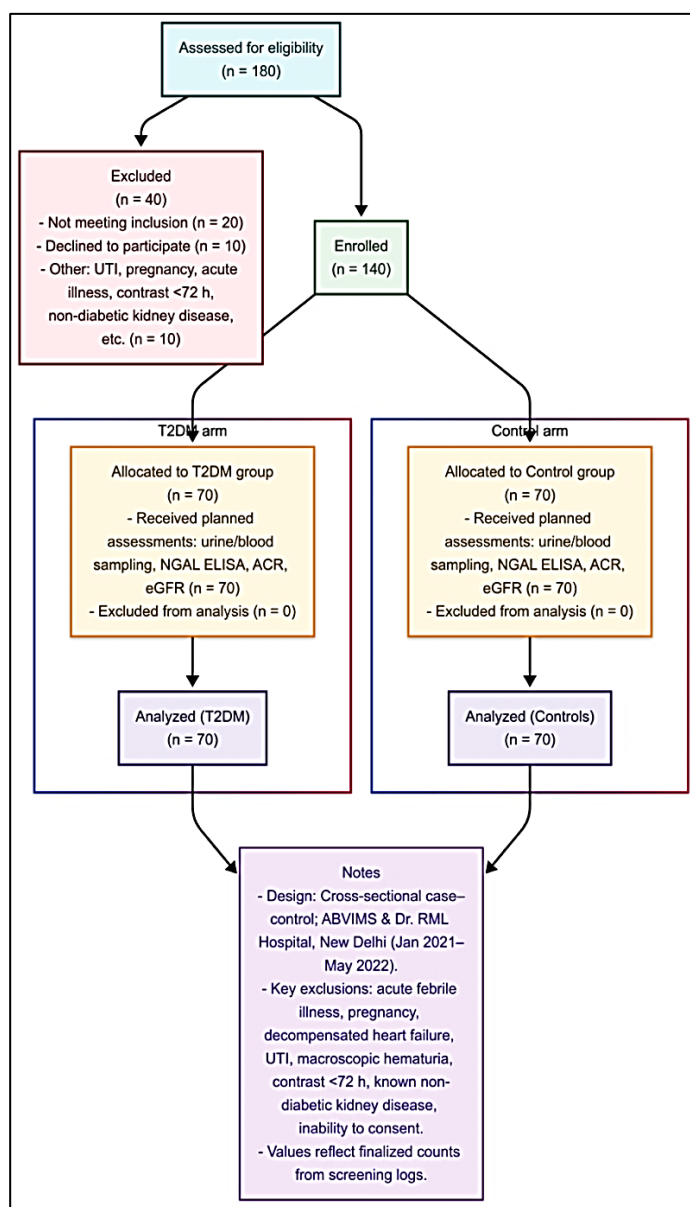 Assessed for eligibility
(n = 180)
Excluded
(n = 40)
- Not meeting inclusion (n = 20)
- Declined to participate (n = 10)
- Other: UTI, pregnancy, acute
illness, contrast <72 h,
non-diabetic kidney disease,
etc. (n = 10)
Enrolled
(n = 140)
T2DM arm
Allocated to T2DM group
(n = 70)
- Received planned
assessments: urine/blood
sampling, NGAL ELISA, ACR,
eGFR (n = 70)
- Excluded from analysis (n = 0)
Analyzed (T2DM)
(n = 70)
Control arm
Allocated to Control group
(n = 70)
- Received planned
assessments: urine/blood
sampling, NGAL ELISA, ACR,
eGFR (n = 70)
- Excluded from analysis (n = 0)
Analyzed (Controls)
(n = 70)
Notes
- Design: Cross-sectional case–
control; ABVIMS & Dr. RML
Hospital, New Delhi (Jan 2021–
May 2022).
- Key exclusions: acute febrile
illness, pregnancy,
decompensated heart failure,
UTI, macroscopic hematuria,
contrast <72 h, known non-
diabetic kidney disease,
inability to consent.
- Values reflect finalized counts
from screening logs.